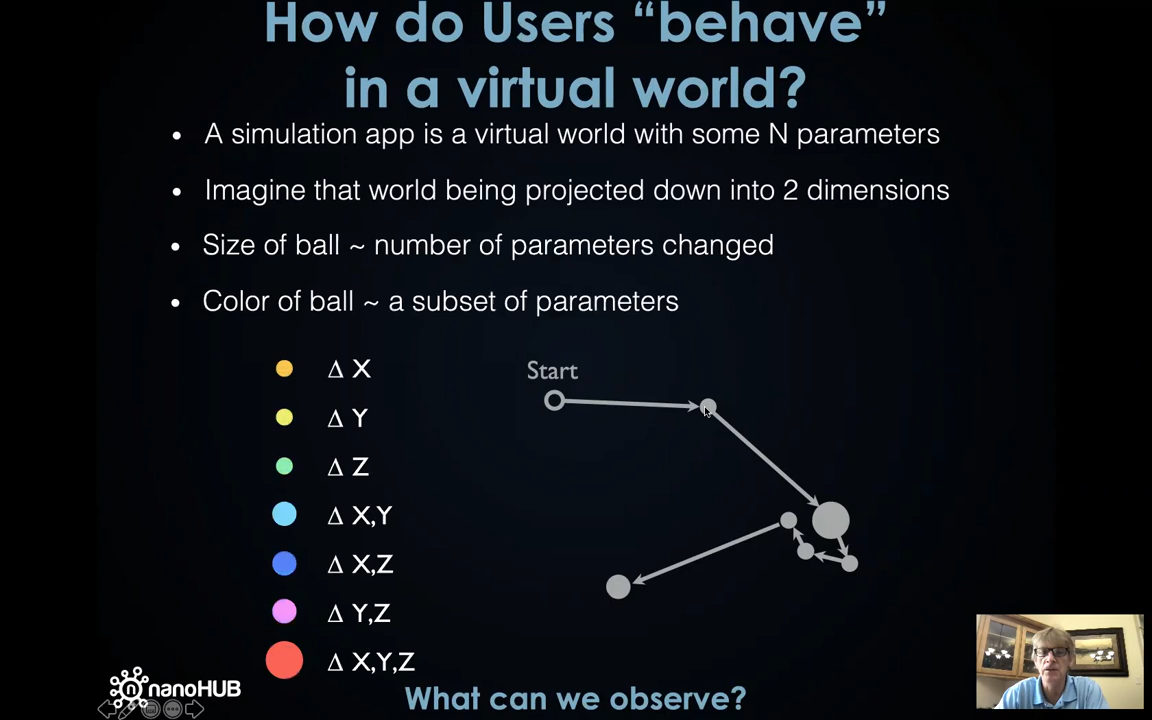 How do Users “behave”
in a virtual world?
• A simulation app is a virtual world with some N parameters
• Imagine that world being projected down into 2 dimensions
• Size of ball ~ number of parameters changed
• Color of ball ~ a subset of parameters
Δ X
Start
Δ Y
Δ Z
Δ X,Y
Δ X,Z
Δ Y,Z
Δ X,Y,Z
n nanoHUB
What can we observe?